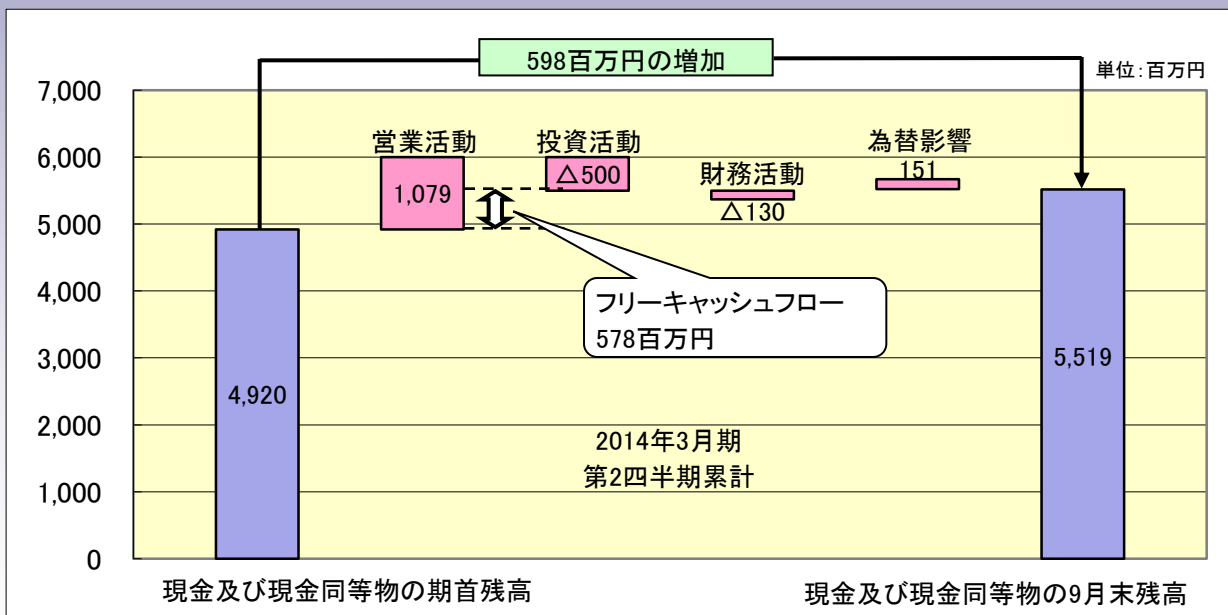 598百万円の増加
単位:百万円
7,000
6,000
5,000
4,000
3,000
2,000
1,000
0
営業活動
1,079
投資活動
△500
財務活動
△130
為替影響
151
フリーキャッシュフロー
578百万円
4,920
5,519
2014年3月期
第2四半期累計
現金及び現金同等物の期首残高
現金及び現金同等物の9月末残高